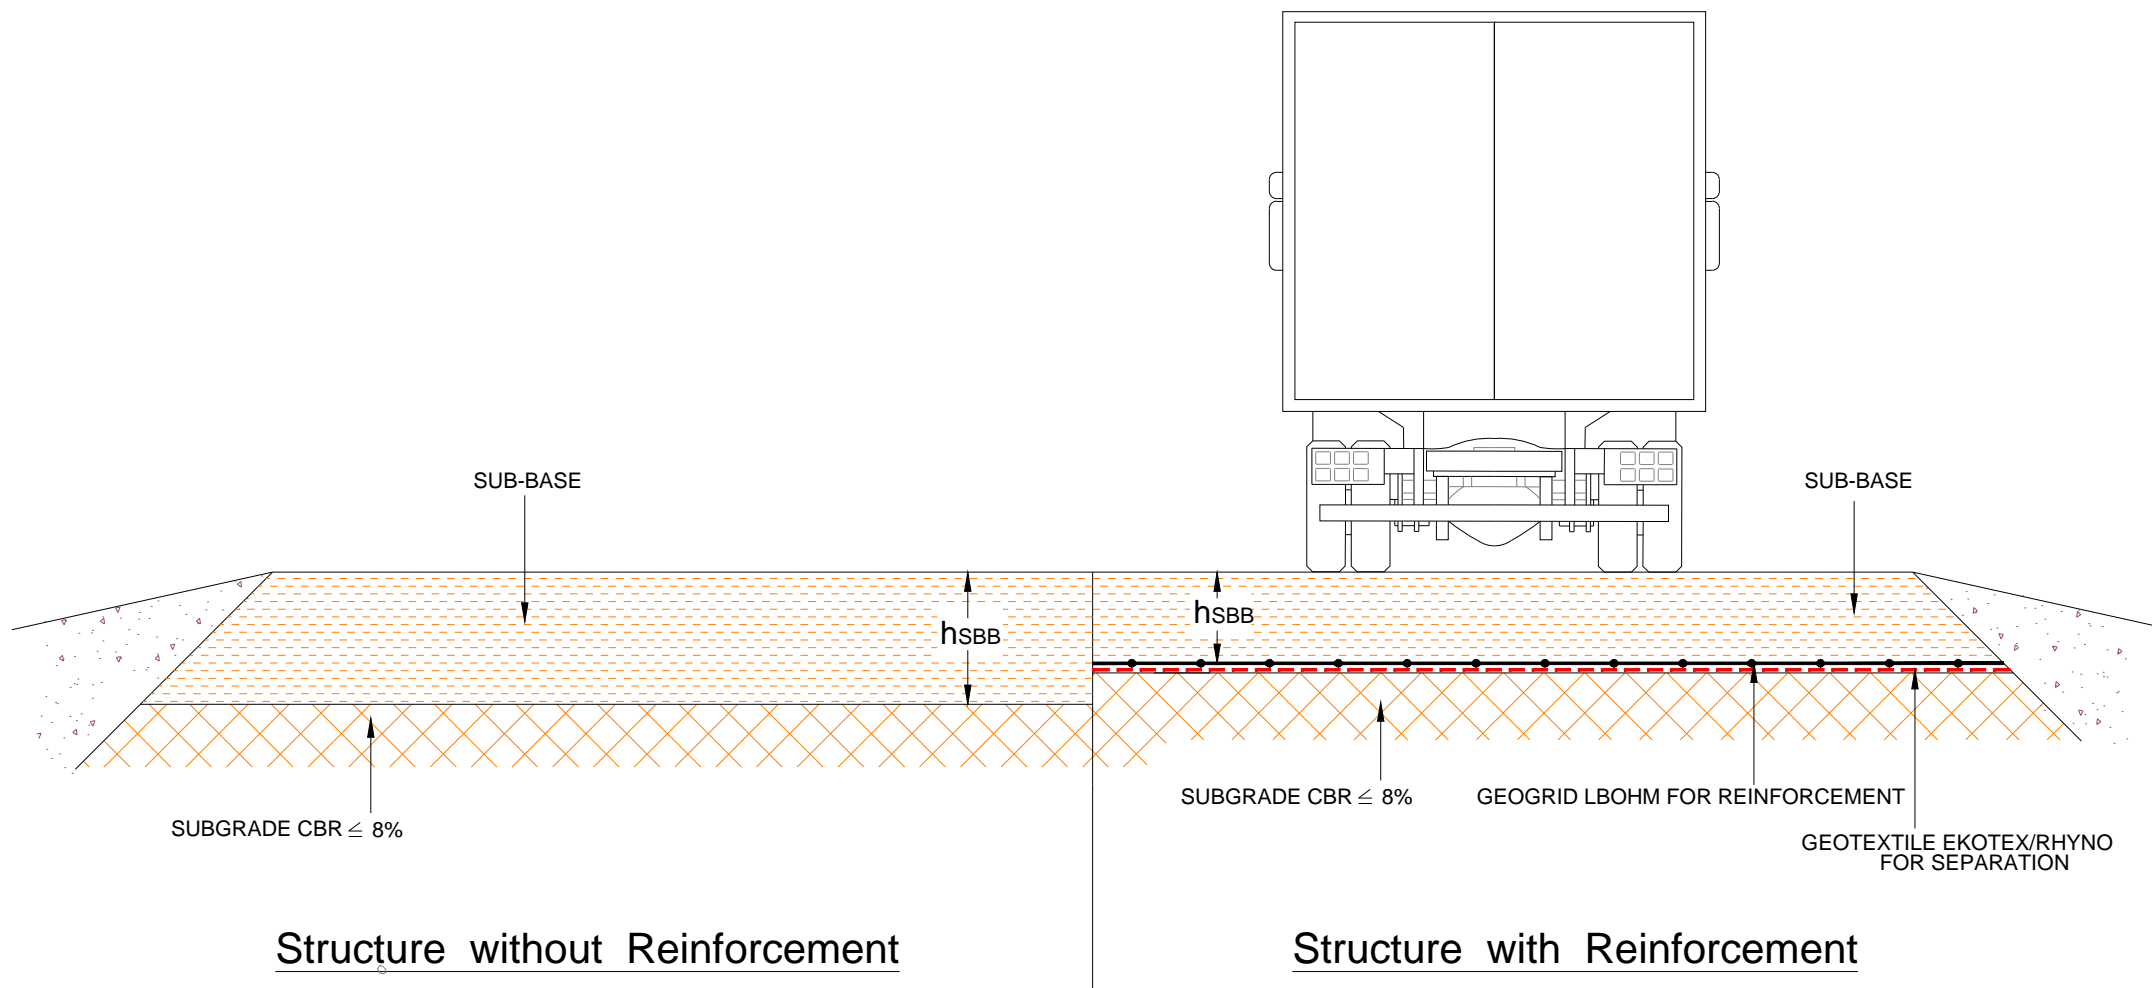 SUB-BASE
SUB-BASE
hSBB
hSBB
SUBGRADE CBR ≦ 8%
GEOGRID LBOHM FOR REINFORCEMENT
SUBGRADE CBR ≦ 8%
GEOTEXTILE EKOTEX/RHYNO
FOR SEPARATION
Structure without Reinforcement
Structure with Reinforcement